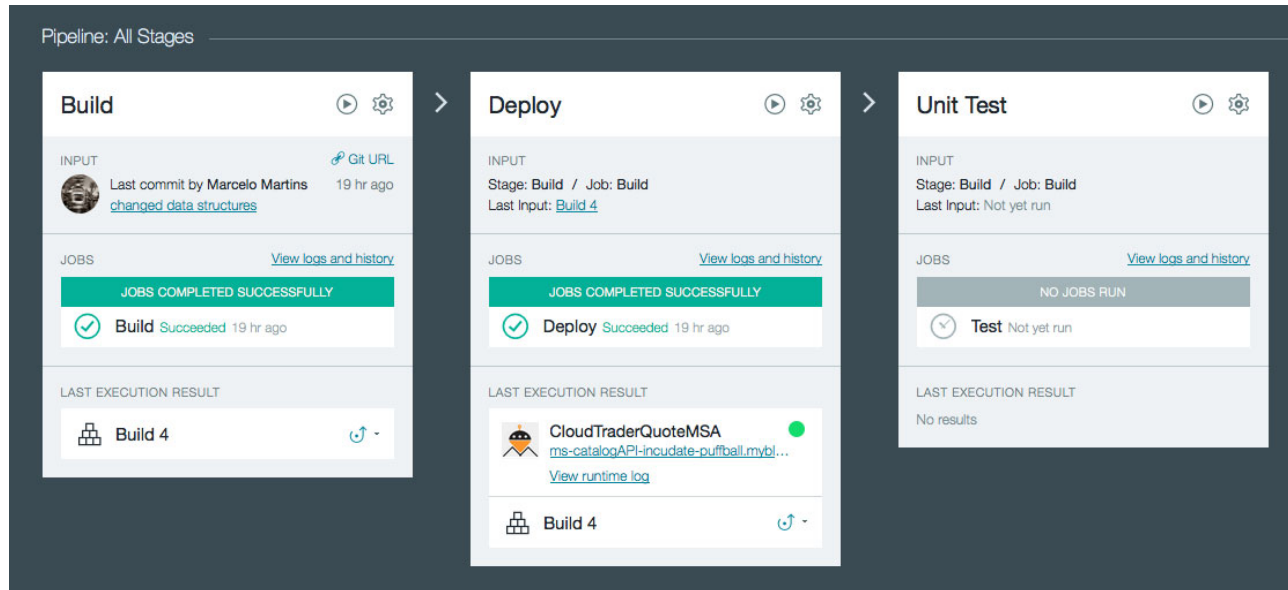 Pipeline: All Stages
Build
INPUT
Git URL
Last commit by Marcelo Martins 19 hr ago
changed data structures
JOBS View logs and history
JOBS COMPLETED SUCCESSFULLY
Build Succeeded 19 hr ago
LAST EXECUTION RESULT
Build 4
Deploy
INPUT
Stage: Build / Job: Build
Last Input: Build 4
JOBS View logs and history
JOBS COMPLETED SUCCESSFULLY
Deploy Succeeded 19 hr ago
LAST EXECUTION RESULT
CloudTraderQuoteMSA
ms-catalogAPI-incudate-puffball.mybl...
View runtime log
Build 4
Unit Test
INPUT
Stage: Build / Job: Build
Last Input: Not yet run
JOBS View logs and history
NO JOBS RUN
Test Not yet run
LAST EXECUTION RESULT
No results